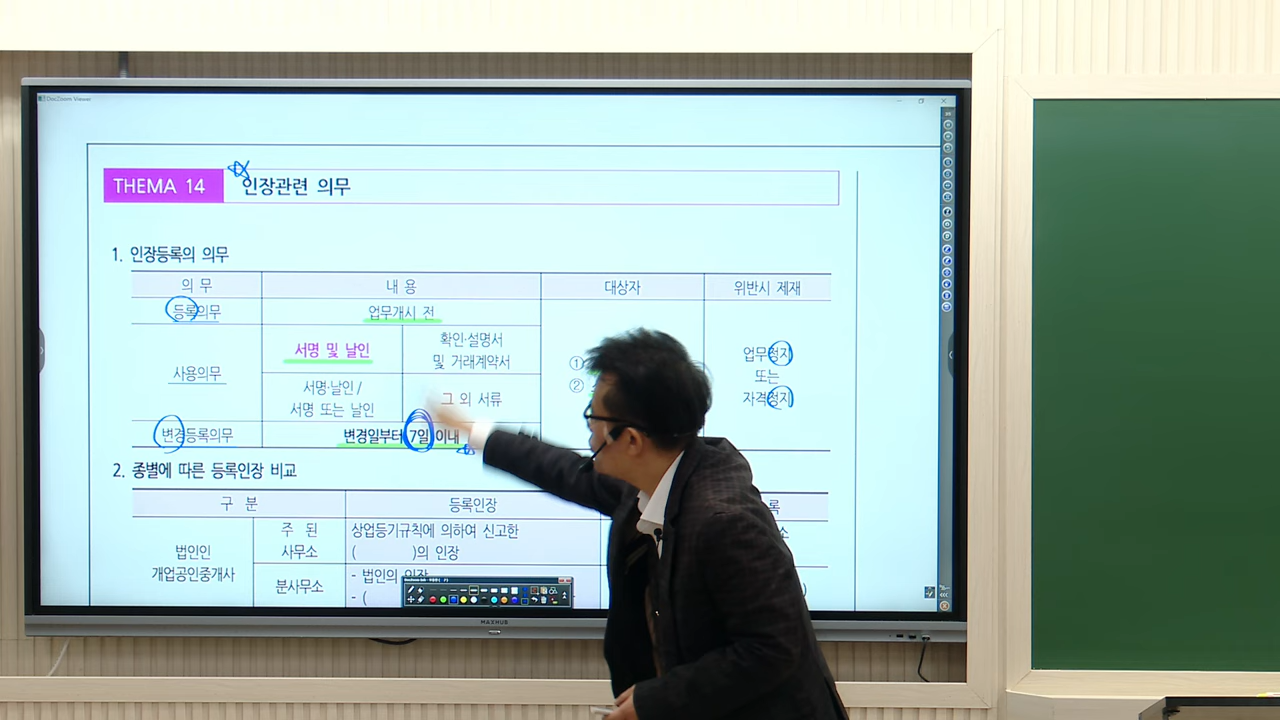 DocZoom Viewer
THEMA 14 인장관련 의무
1. 인장등록의 의무
의 무 내 용 대상자 위반시 제재
등록의무 업무개시 전
사용의무 서명 및 날인 확인·설명서 및 거래계약서
서명·날인 / 서명 또는 날인 그 외 서류
① 
②
업무정지
또는
자격정지
변경등록의무 변경일부터 7일 이내
2. 종별에 따른 등록인장 비교
구 분 등록인장 록
법인인 개업공인중개사
주 된 사무소 상업등기규칙에 의하여 신고한 ( )의 인장 소
분사무소 - 법인의 인장
- ( )
MAXHUB